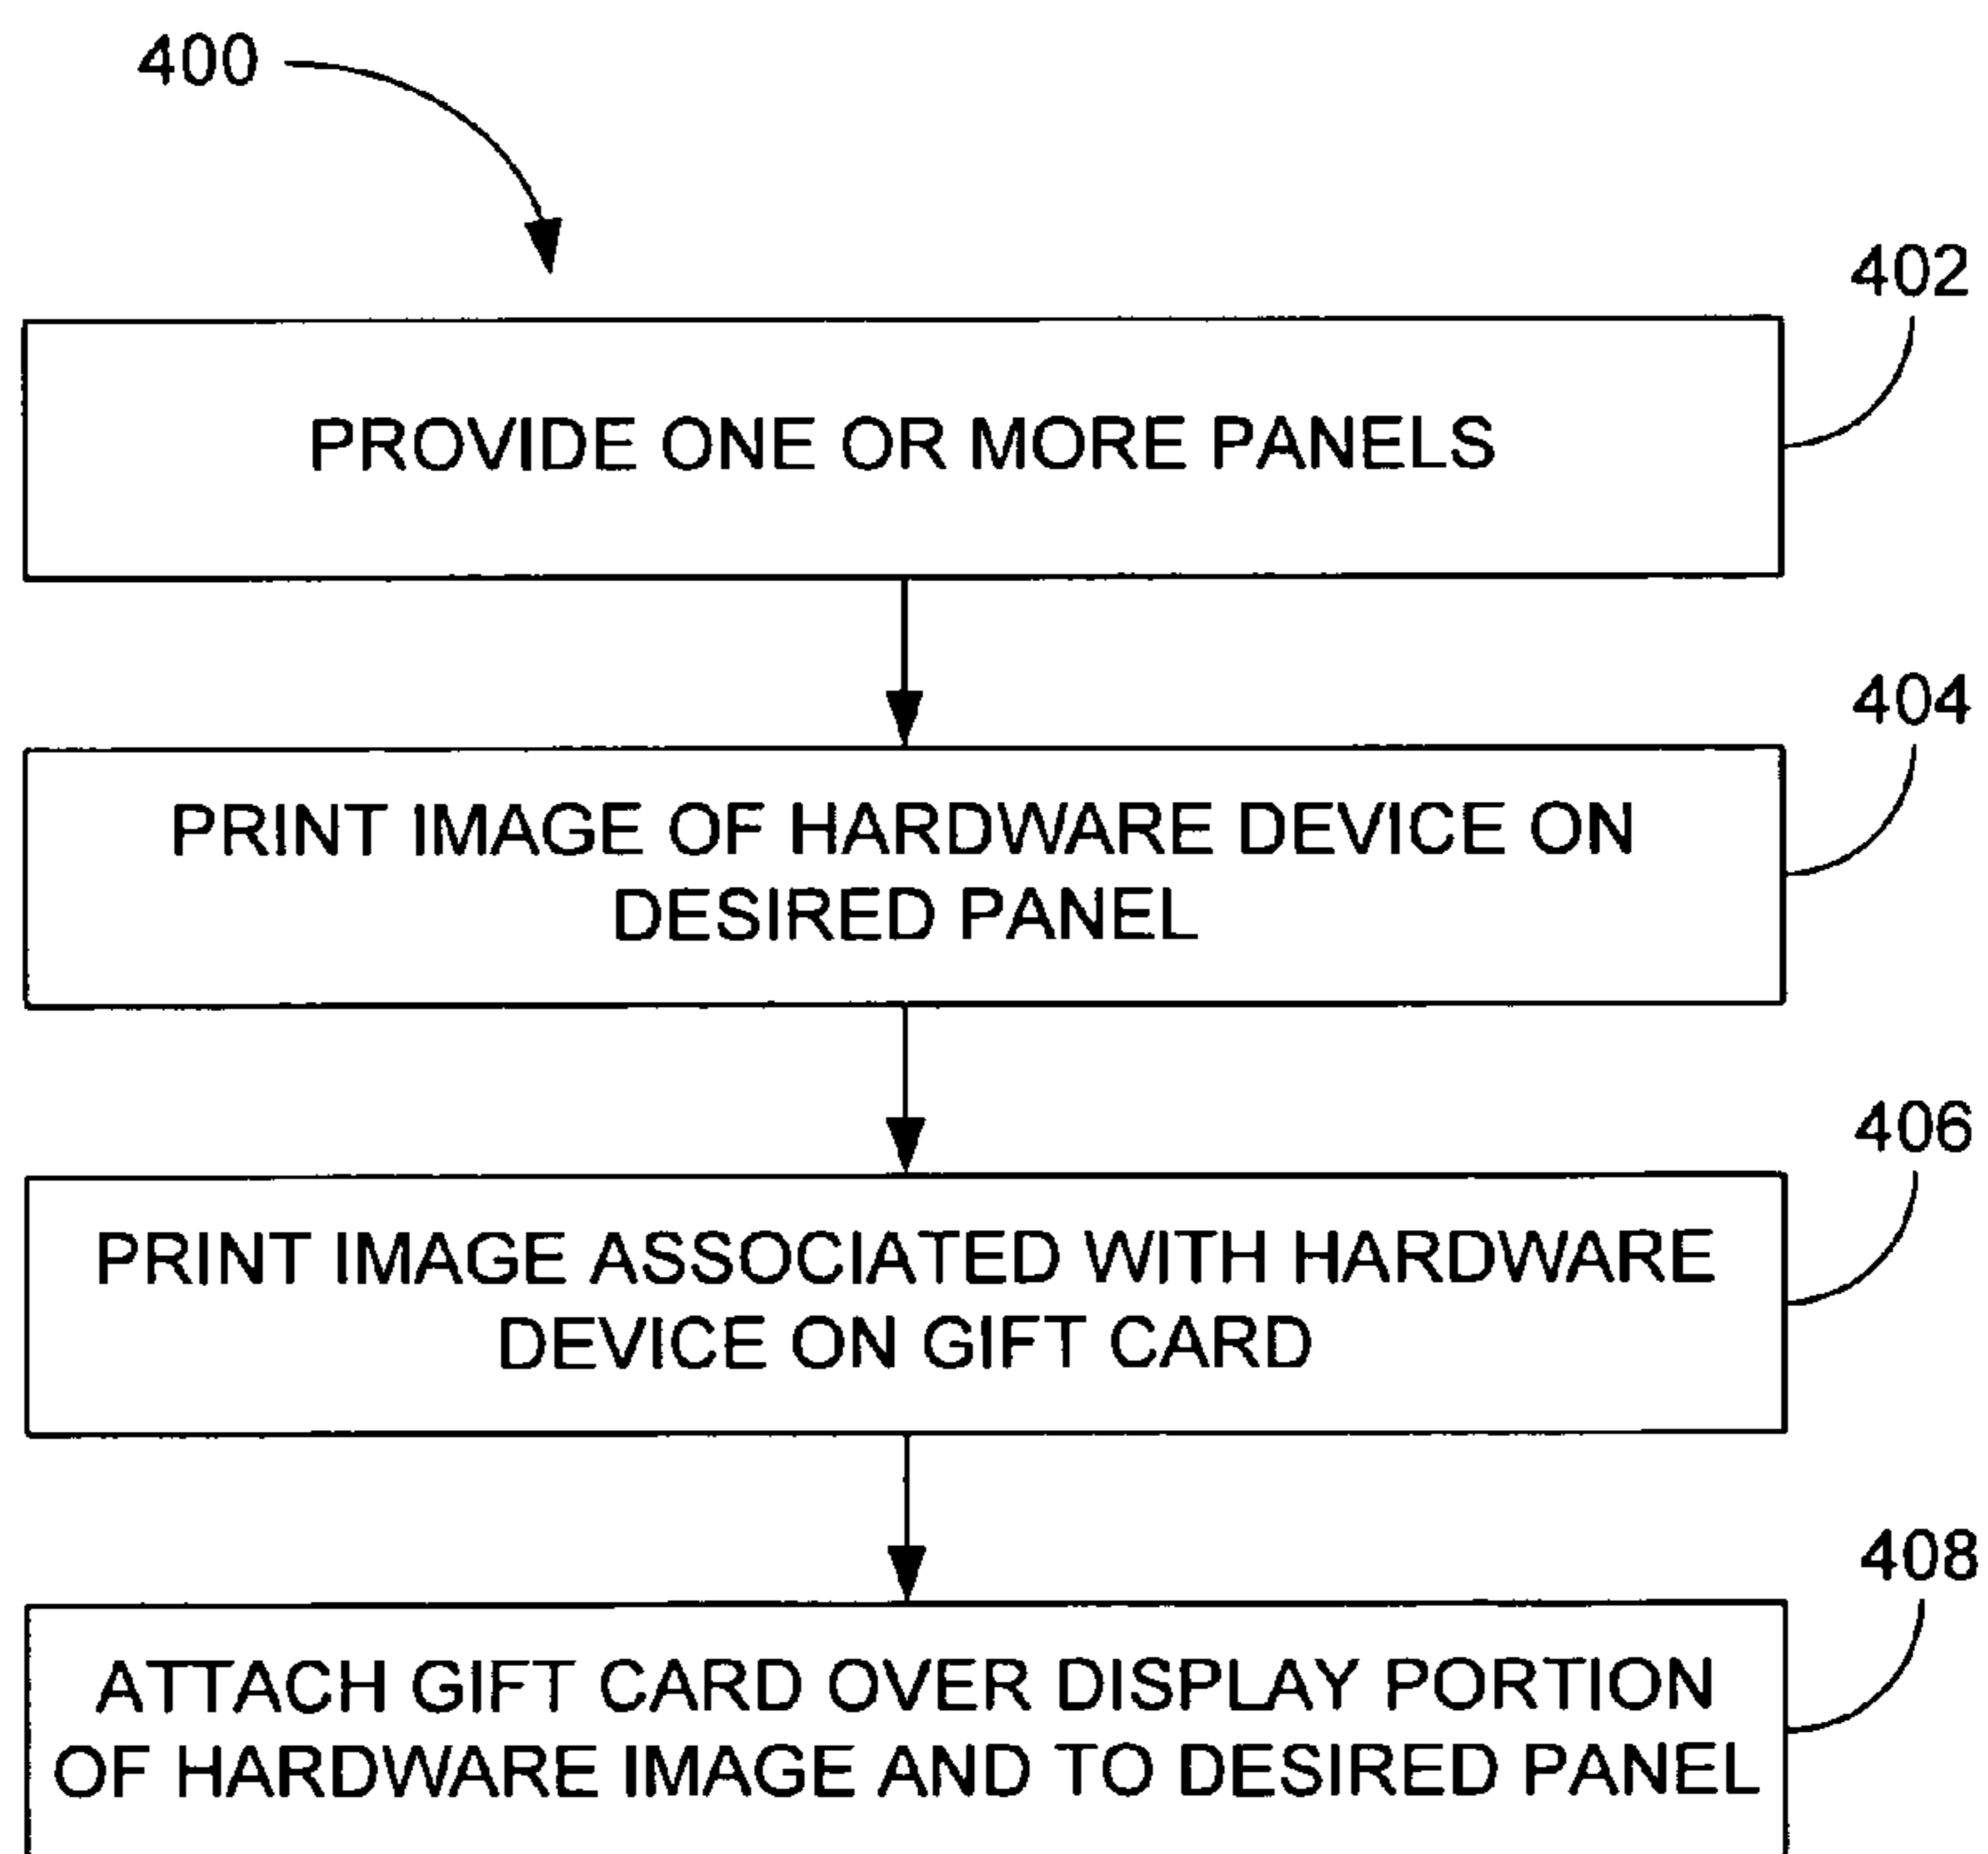 400
402
PROVIDE ONE OR MORE PANELS
404
PRINT IMAGE OF HARDWARE DEVICE ON
DESIRED PANEL
406
PRINT IMAGE ASSOCIATED WITH HARDWARE
DEVICE ON GIFT CARD
408
ATTACH GIFT CARD OVER DISPLAY PORTION
OF HARDWARE IMAGE AND TO DESIRED PANEL